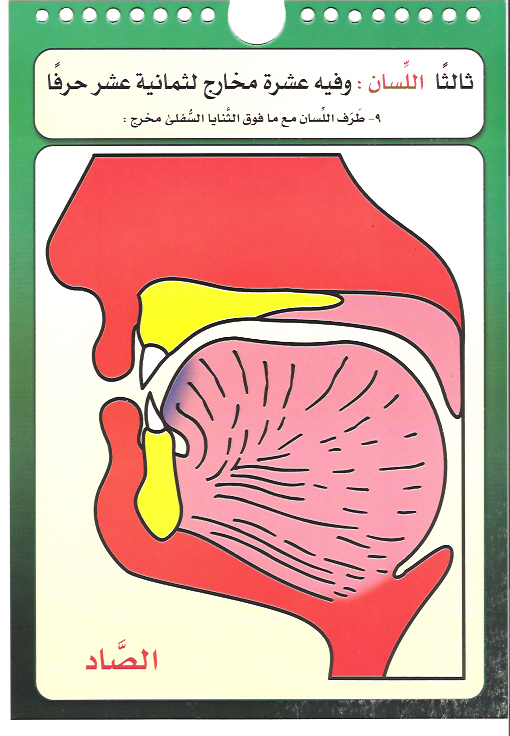 ثالثًا اللِّسان : وفيه عشرة مخارج لثمانية عشر حرفًا
٩- طَرَف اللِّسان مع ما فوق الثَّنايا السُّفلىٰ مخرج :
الصَّاد